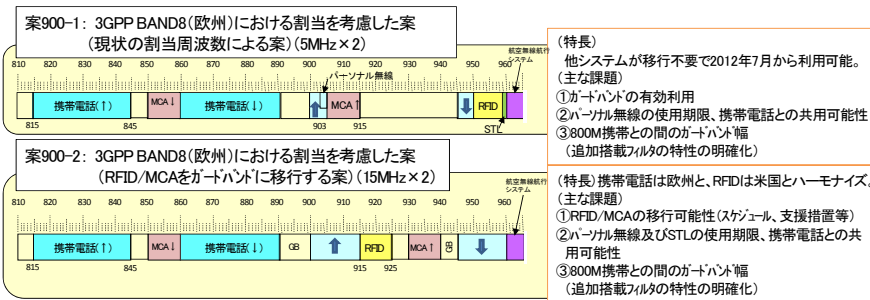 案900-1: 3GPP BAND8(欧州)における割当を考慮した案
(現状の割当周波数による案)(5MHz×2)
810 820 830 840 850 860 870 880 890 900 910 920 930 940 950 960
航空無線航行
システム
パーソナル無線
携帯電話(↑) MCA↓ 携帯電話(↓) ↑ MCA↑ ↓ RFID
815 845 903 915 STL
(特長)
他システムが移行不要で2012年7月から利用可能。
(主な課題)
①ガードバンドの有効利用
②パーソナル無線の使用期限、携帯電話との共用可能性
③800M携帯との間のガードバンド幅
(追加搭載フィルタの特性の明確化)
案900-2: 3GPP BAND8(欧州)における割当を考慮した案
(RFID/MCAをガードバンドに移行する案)(15MHz×2)
810 820 830 840 850 860 870 880 890 900 910 920 930 940 950 960
航空無線航行
システム
携帯電話(↑) MCA↓ 携帯電話(↓) GB ↑ RFID MCA↑ GB ↓
815 845 915 925
(特長)携帯電話は欧州と、RFIDは米国とハーモナイズ。
(主な課題)
①RFID/MCAの移行可能性(スケジュール、支援措置等)
②パーソナル無線及びSTLの使用期限、携帯電話との共
用可能性
③800M携帯との間のガードバンド幅
(追加搭載フィルタの特性の明確化)